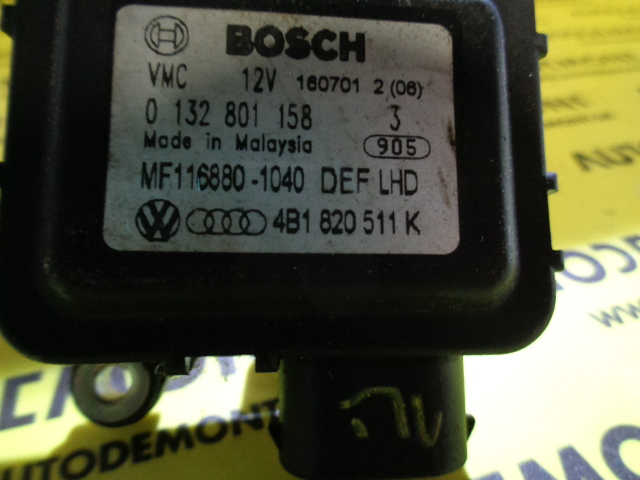 BOSCH
VMC 12V 160701 2 (06)
0 132 801 158 3
Made in Malaysia 905
MF116880-1040 DEF LHD
4B1 820 511 K
AUTODEMONT